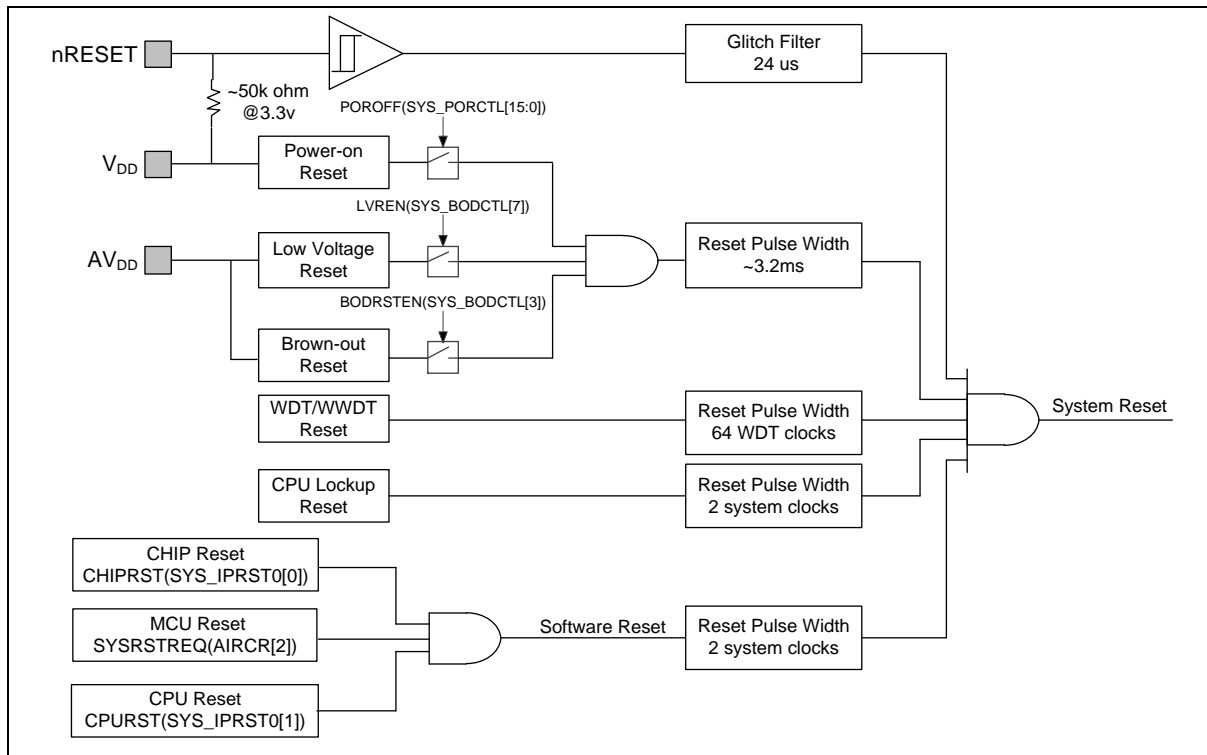 nRESET
~50k ohm
@3.3v
Glitch Filter
24 us
POROFF(SYS_PORCTL[15:0])
VDD
Power-on
Reset
LVREN(SYS_BODCTL[7])
AVDD
Low Voltage
Reset
Reset Pulse Width
~3.2ms
BODRSTEN(SYS_BODCTL[3])
Brown-out
Reset
WDT/WWDT
Reset
Reset Pulse Width
64 WDT clocks
System Reset
CPU Lockup
Reset
Reset Pulse Width
2 system clocks
CHIP Reset
CHIPRST(SYS_IPRST0[0])
MCU Reset
SYSRSTREQ(AIRCR[2])
Software Reset
Reset Pulse Width
2 system clocks
CPU Reset
CPURST(SYS_IPRST0[1])